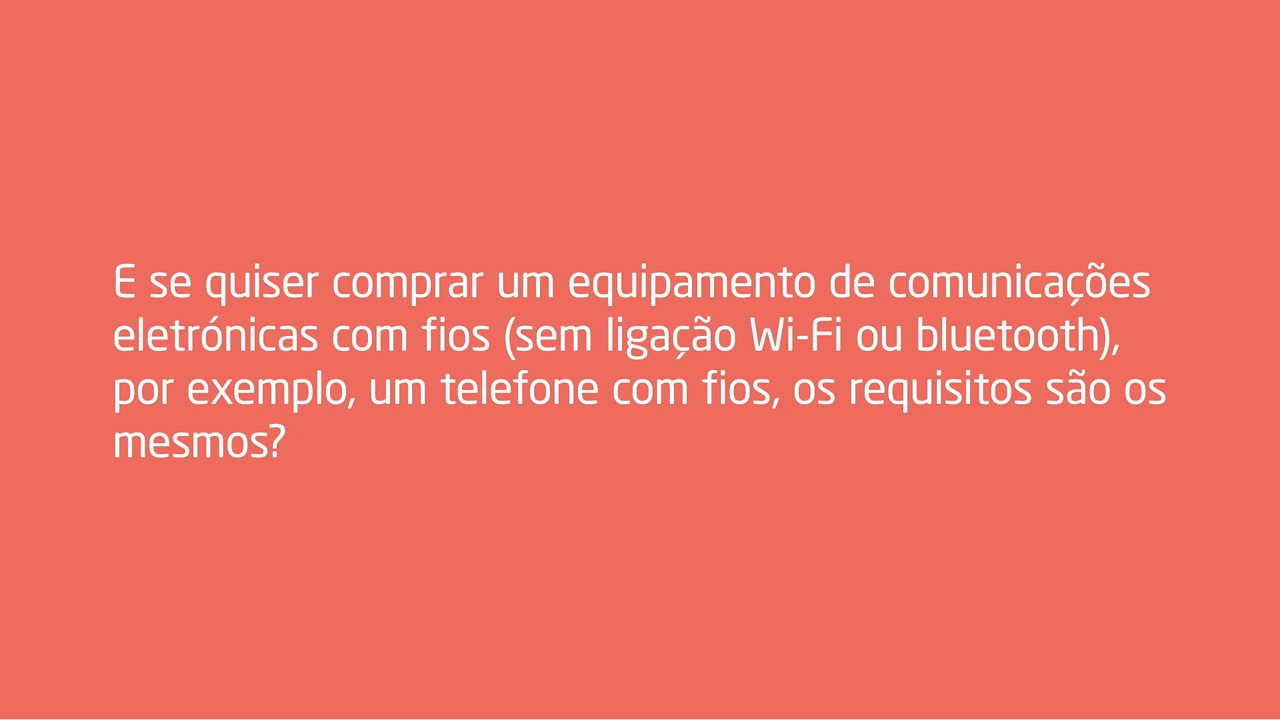 E se quiser comprar um equipamento de comunicações
eletrónicas com fios (sem ligação Wi-Fi ou bluetooth),
por exemplo, um telefone com fios, os requisitos são os
mesmos?